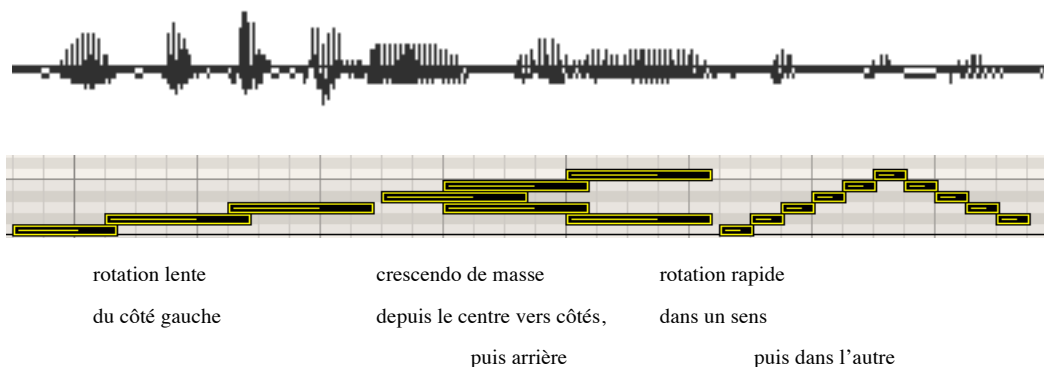 rotation lente
du côté gauche
crescendo de masse
depuis le centre vers côtés,
puis arrière
rotation rapide
dans un sens
puis dans l’autre